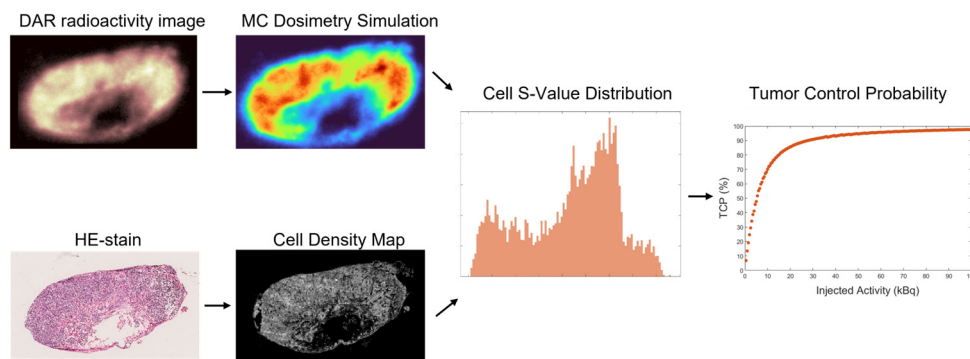 DAR radioactivity image
MC Dosimetry Simulation
Cell S-Value Distribution
Tumor Control Probability
100
90
80
70
60
50
40
30
20
10
0
TCP (%)
0 10 20 30 40 50 60 70 80 90 100
Injected Activity (kBq)
HE-stain
Cell Density Map